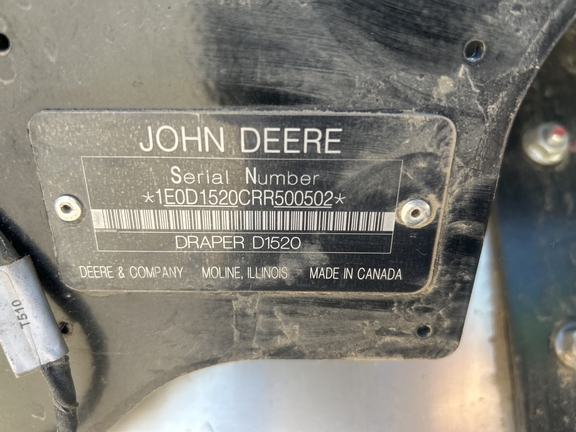 JOHN DEERE
Serial Number
*1E0D1520CRR500502*
DRAPER D1520
DEERE & COMPANY MOLINE, ILLINOIS MADE IN CANADA
T510